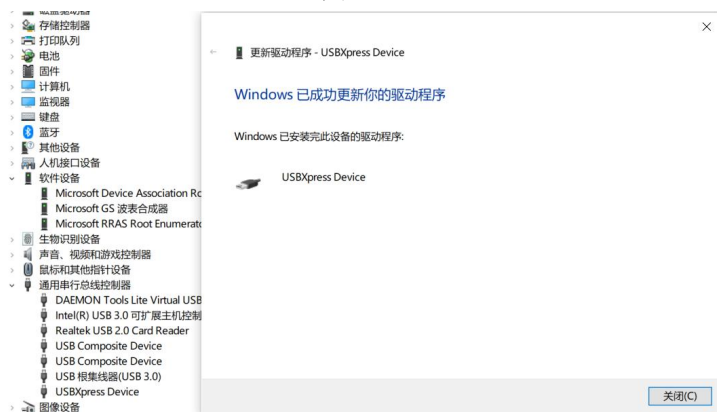 存储控制器
打印队列
电池
固件
计算机
监视器
键盘
蓝牙
其他设备
人机接口设备
软件设备
Microsoft Device Association Rc
Microsoft GS 波表合成器
Microsoft RRAS Root Enumerato
生物识别设备
声音、视频和游戏控制器
鼠标和其他指针设备
通用串行总线控制器
DAEMON Tools Lite Virtual USB
Intel(R) USB 3.0 可扩展主机控制
Realtek USB 2.0 Card Reader
USB Composite Device
USB Composite Device
USB 根集线器(USB 3.0)
USBXpress Device
图像设备
更新驱动程序 - USBXpress Device
Windows 已成功更新你的驱动程序
Windows 已安装完此设备的驱动程序:
USBXpress Device
关闭(C)